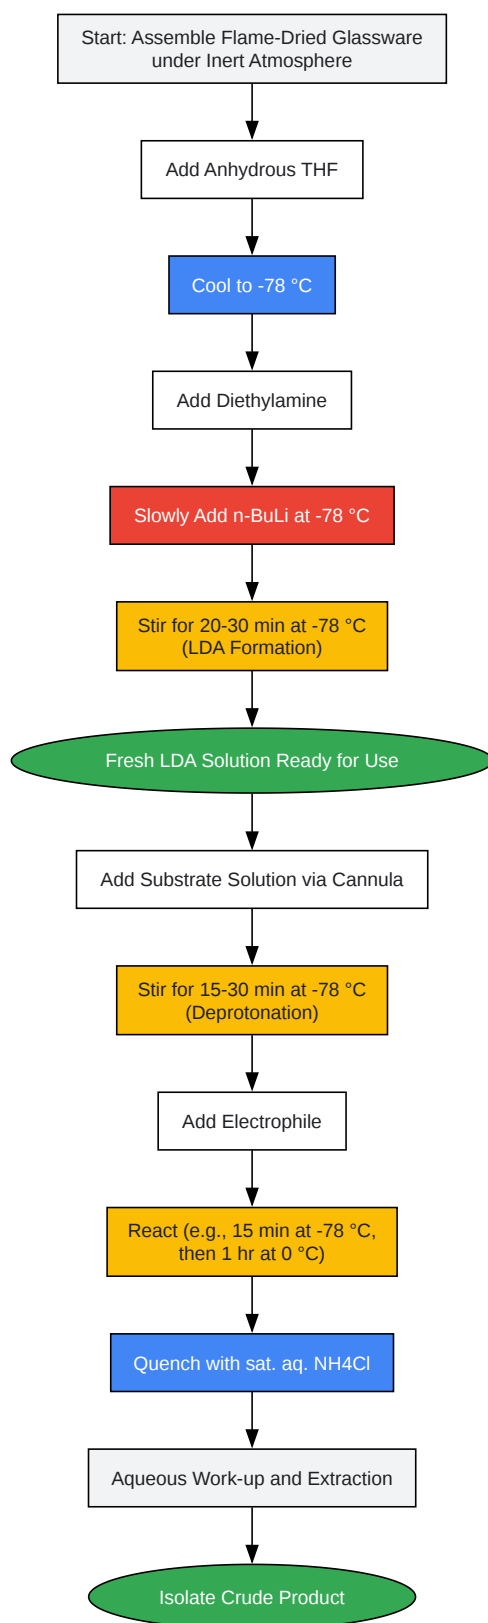 Start: Assemble Flame-Dried Glassware
under Inert Atmosphere
Add Anhydrous THF
Cool to -78 °C
Add Diethylamine
Slowly Add n-BuLi at -78 °C
Stir for 20-30 min at -78 °C
(LDA Formation)
Fresh LDA Solution Ready for Use
Add Substrate Solution via Cannula
Stir for 15-30 min at -78 °C
(Deprotonation)
Add Electrophile
React (e.g., 15 min at -78 °C,
then 1 hr at 0 °C)
Quench with sat. aq. NH4Cl
Aqueous Work-up and Extraction
Isolate Crude Product